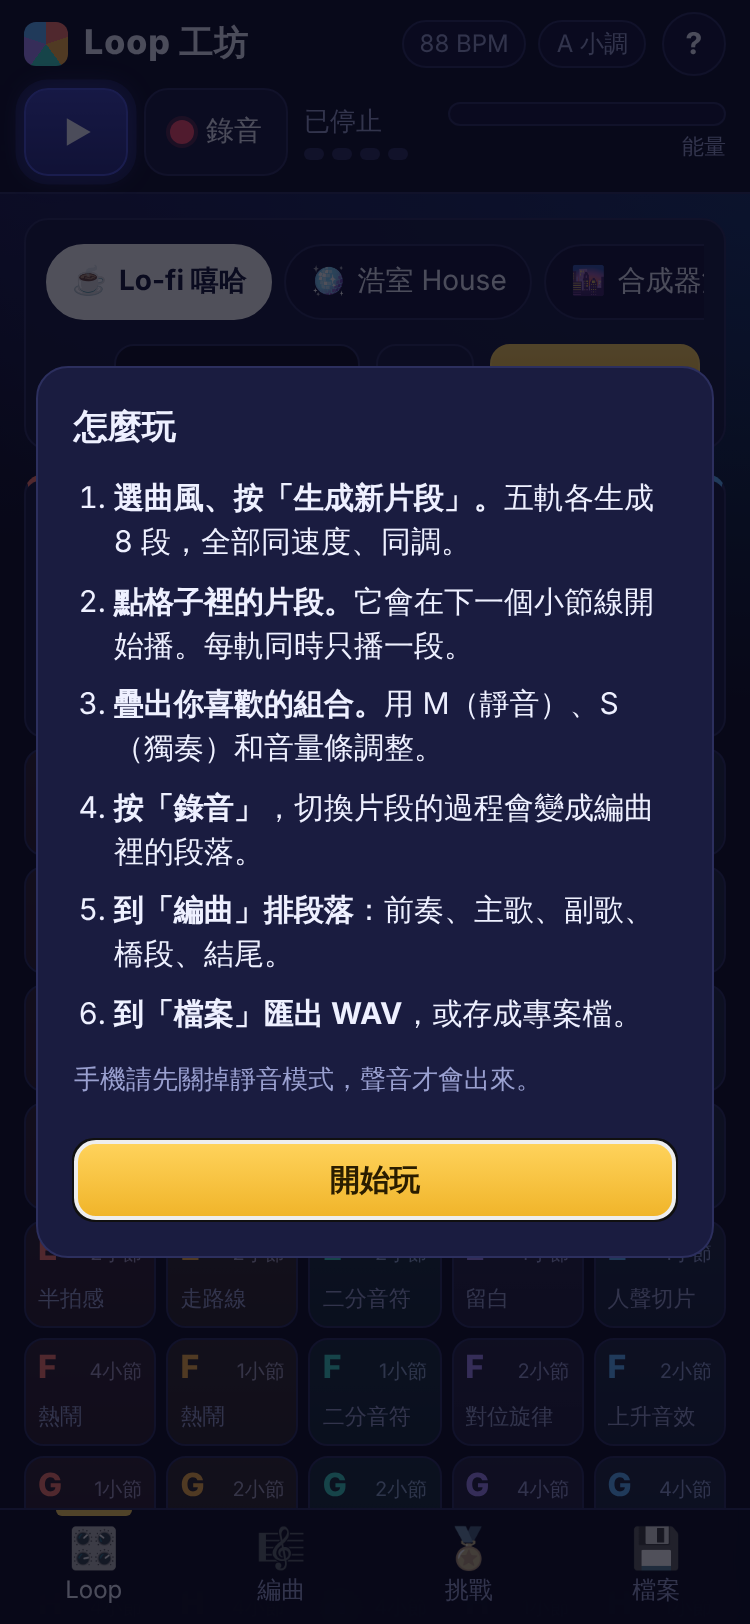 Loop 工坊
88 BPM
A 小調
?
錄音
已停止
能量
Lo-fi 嘻哈
浩室 House
合成器
怎麼玩
1. 選曲風、按「生成新片段」。五軌各生成
8 段，全部同速度、同調。
2. 點格子裡的片段。它會在下一個小節線開
始播。每軌同時只播一段。
3. 疊出你喜歡的組合。用 M（靜音）、S
（獨奏）和音量條調整。
4. 按「錄音」，切換片段的過程會變成編曲
裡的段落。
5. 到「編曲」排段落：前奏、主歌、副歌、
橋段、結尾。
6. 到「檔案」匯出 WAV，或存成專案檔。
手機請先關掉靜音模式，聲音才會出來。
開始玩
半拍感
走路線
二分音符
留白
人聲切片
F 4小節
F 1小節
F 1小節
F 2小節
F 2小節
熱鬧
熱鬧
二分音符
對位旋律
上升音效
G 1小節
G 2小節
G 2小節
G 4小節
G 4小節
Loop
編曲
挑戰
檔案